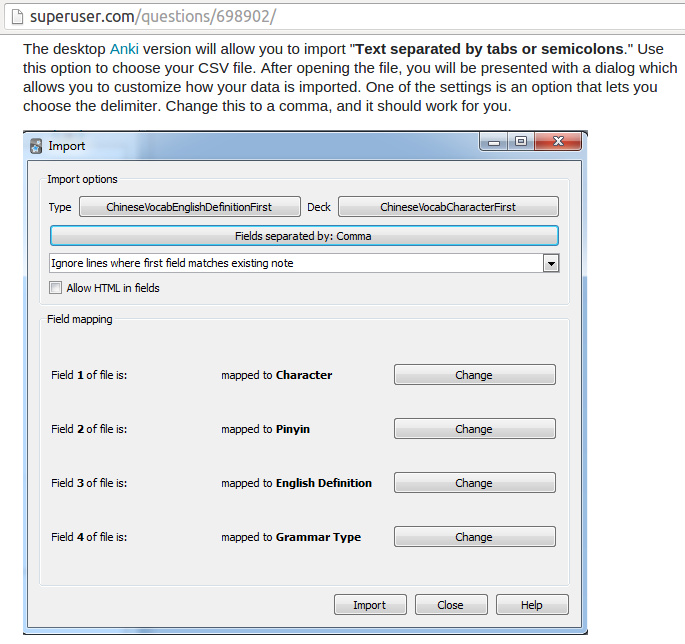 superuser.com/questions/698902/
The desktop Anki version will allow you to import "Text separated by tabs or semicolons." Use
this option to choose your CSV file. After opening the file, you will be presented with a dialog which
allows you to customize how your data is imported. One of the settings is an option that lets you
choose the delimiter. Change this to a comma, and it should work for you.
Import
Import options
Type ChineseVocabEnglishDefinitionFirst Deck ChineseVocabCharacterFirst
Fields separated by: Comma
Ignore lines where first field matches existing note
Allow HTML in fields
Field mapping
Field 1 of file is: mapped to Character Change
Field 2 of file is: mapped to Pinyin Change
Field 3 of file is: mapped to English Definition Change
Field 4 of file is: mapped to Grammar Type Change
Import Close Help